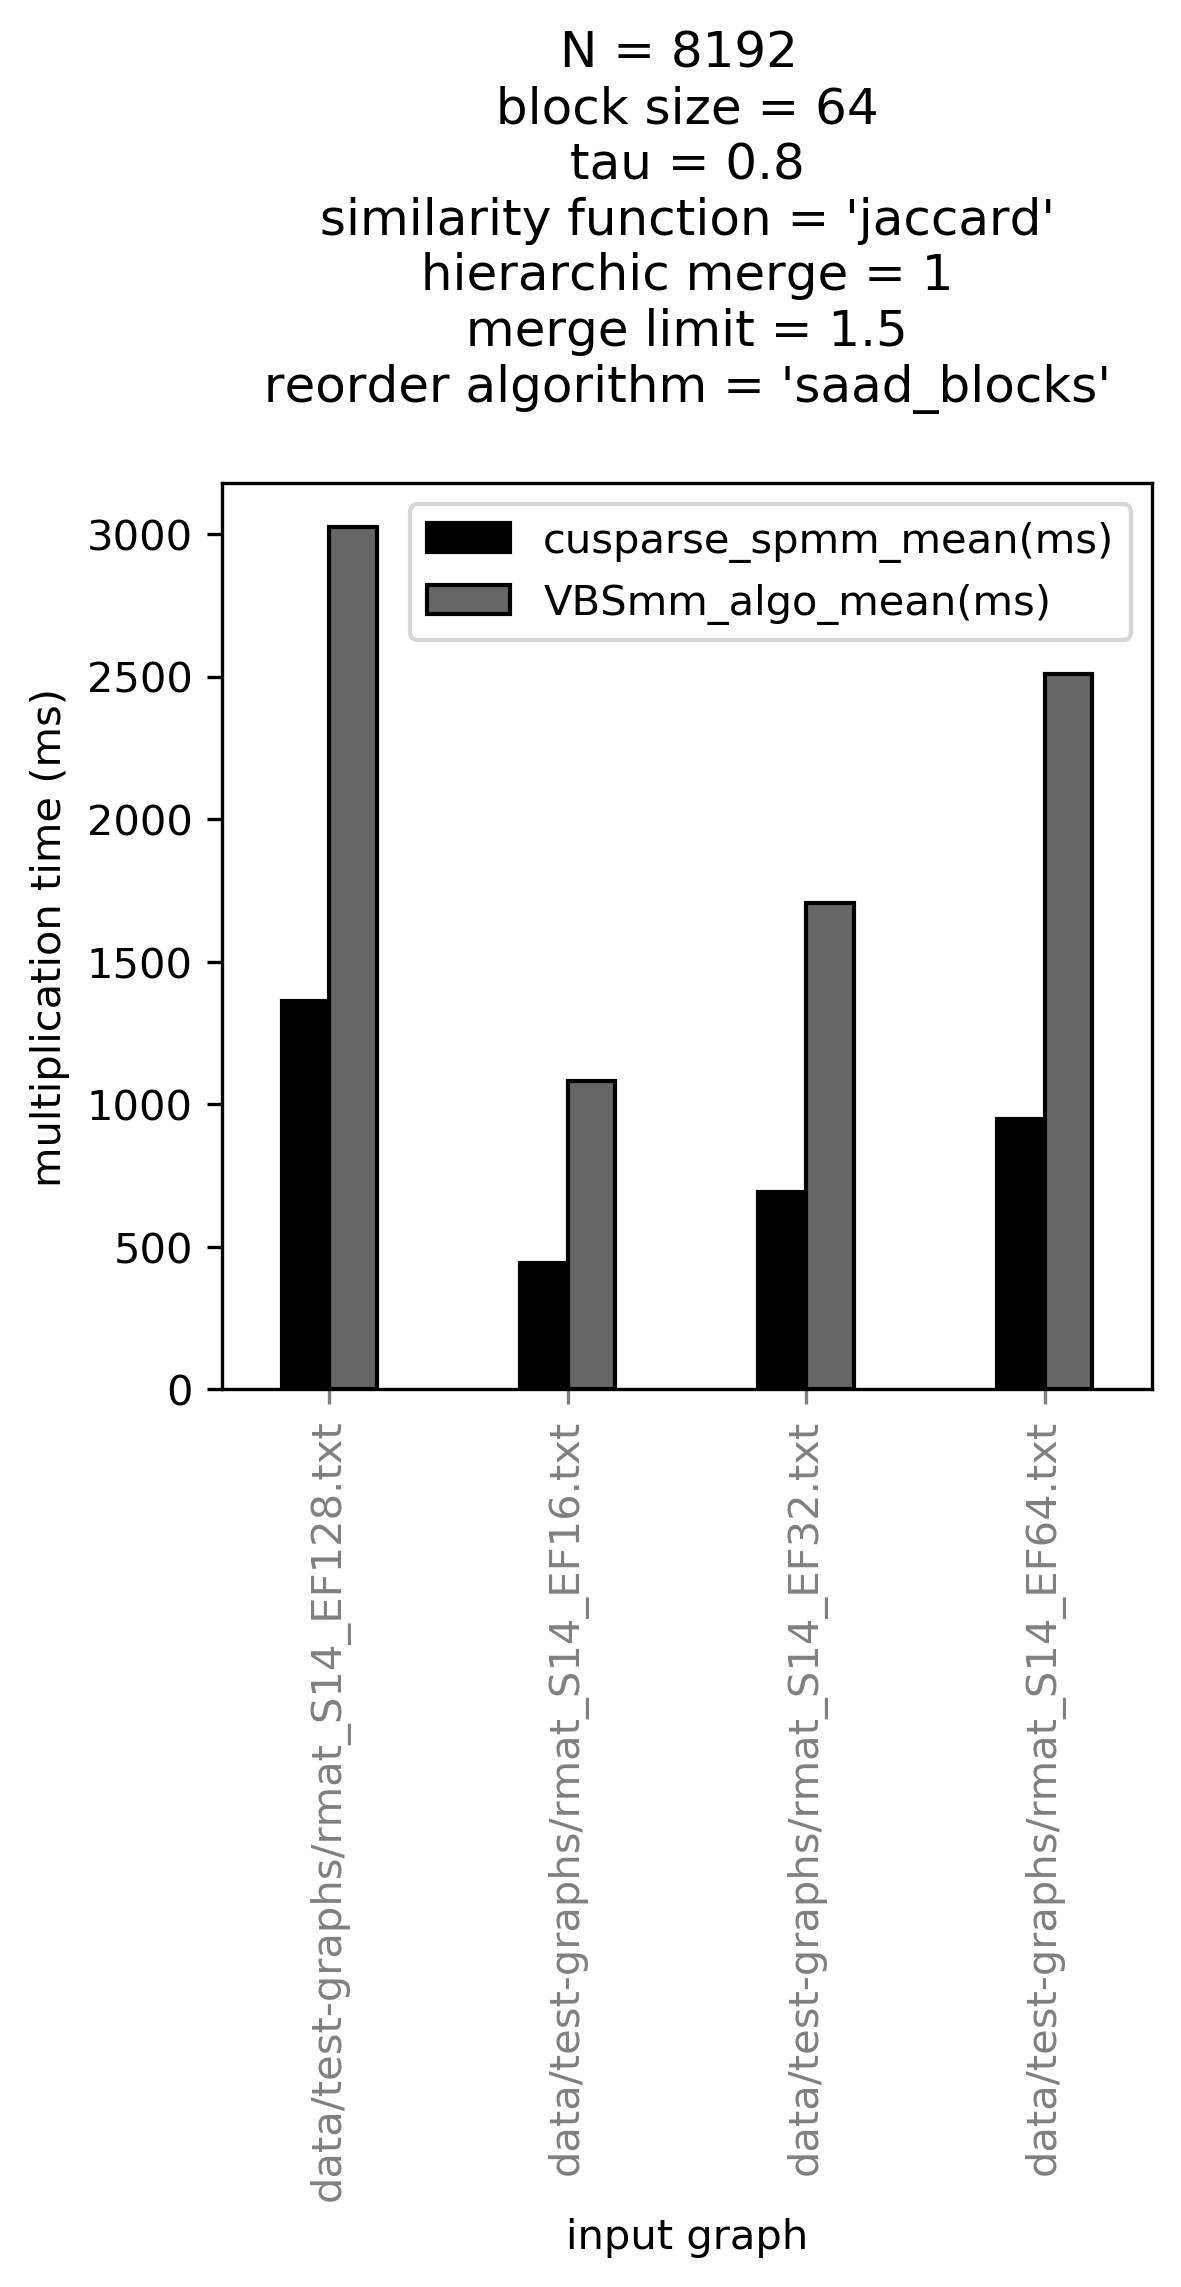 N = 8192
block size = 64
tau = 0.8
similarity function = 'jaccard'
hierarchic merge = 1
merge limit = 1.5
reorder algorithm = 'saad_blocks'
cusparse_spmm_mean(ms)
VBSmm_algo_mean(ms)
multiplication time (ms)
3000
2500
2000
1500
1000
500
0
data/test-graphs/rmat_S14_EF128.txt
data/test-graphs/rmat_S14_EF16.txt
data/test-graphs/rmat_S14_EF32.txt
data/test-graphs/rmat_S14_EF64.txt
input graph